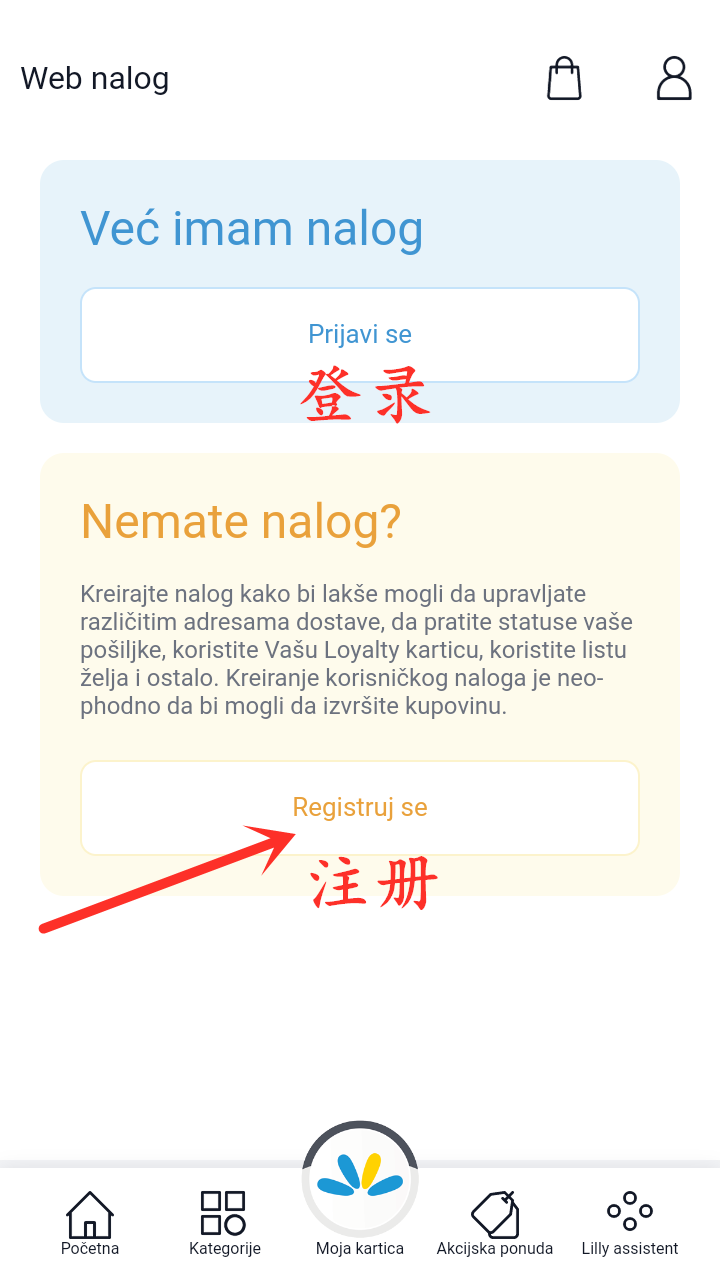 Web nalog
Već imam nalog
Prijavi se
登录
Nemate nalog?
Kreirajte nalog kako bi lakše mogli da upravljate
različitim adresama dostave, da pratite statuse vaše
pošiljke, koristite Vašu Loyalty karticu, koristite listu
želja i ostalo. Kreiranje korisničkog naloga je neo-
phodno da bi mogli da izvršite kupovinu.
Registruj se
注册
Početna
Kategorije
Moja kartica
Akcijska ponuda
Lilly assistent